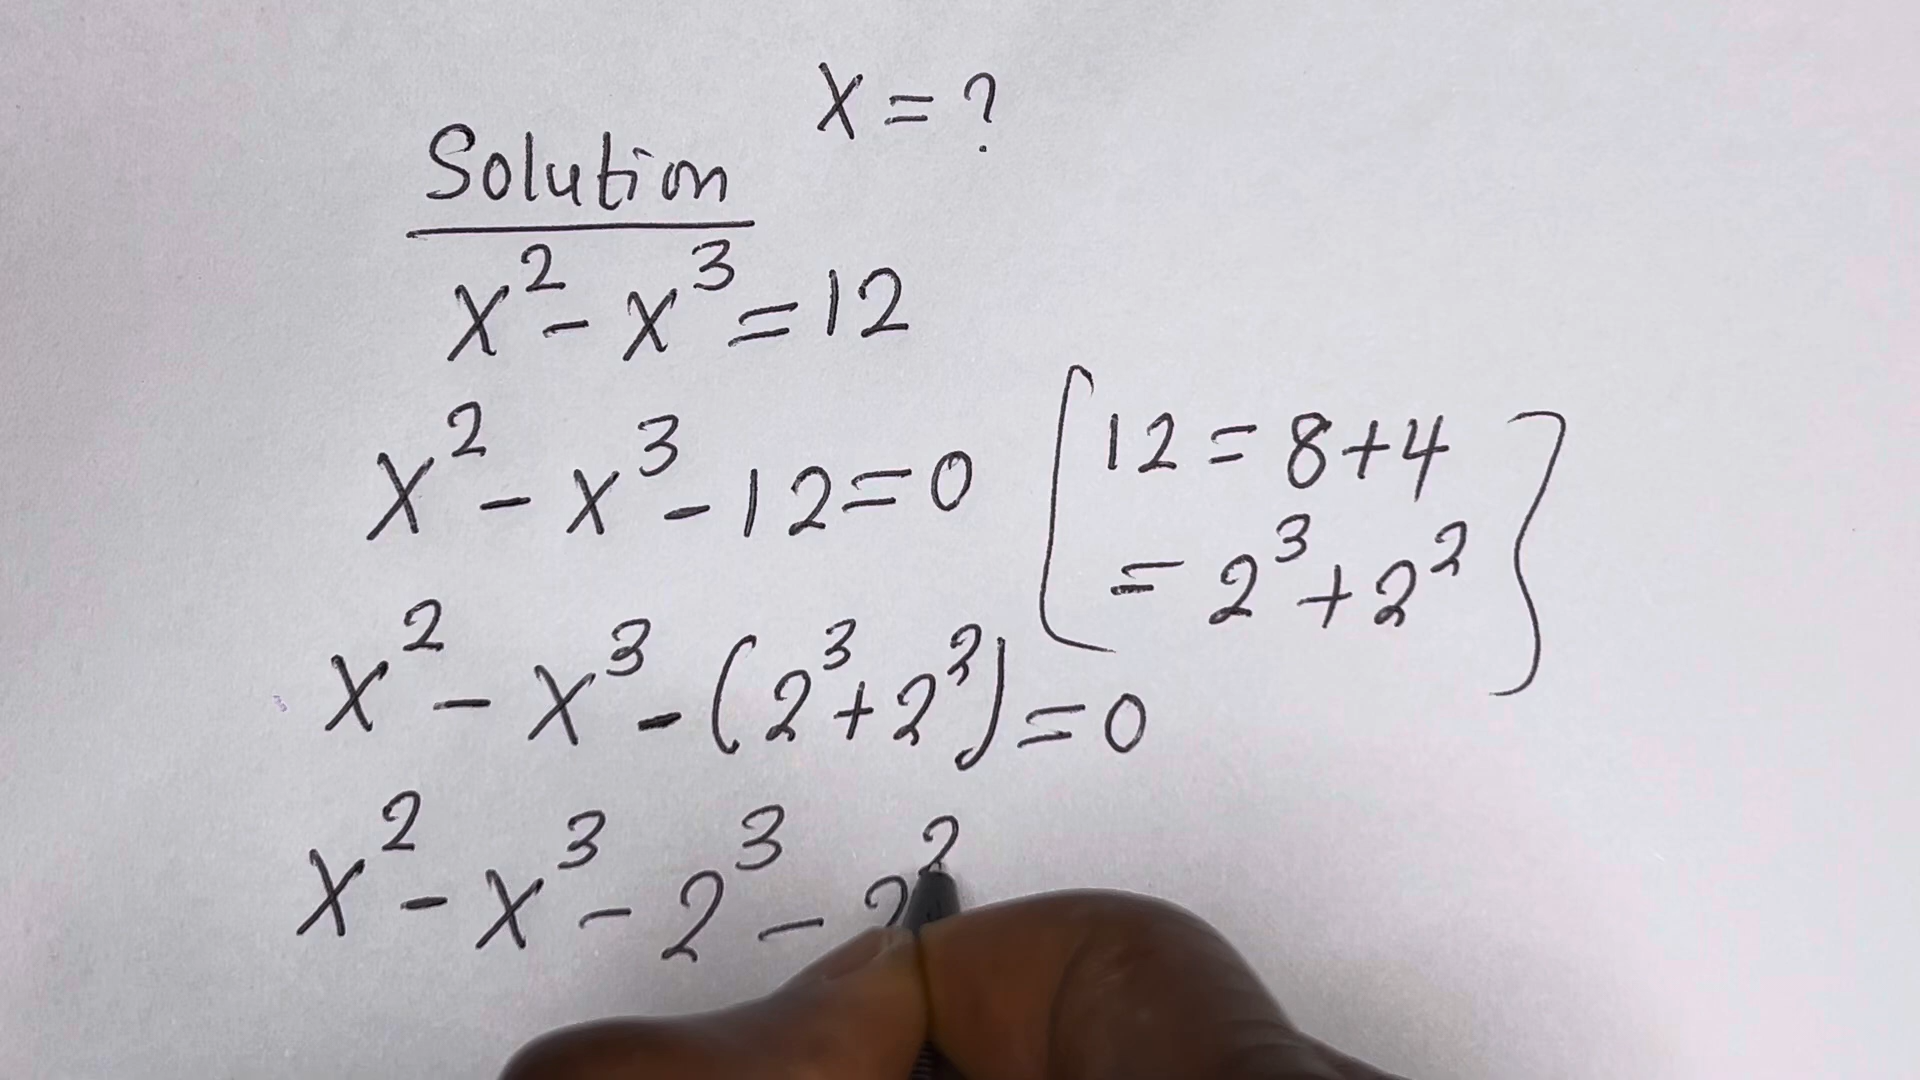 x = ?
Solution
x² - x³ = 12
x² - x³ - 12 = 0
12 = 8 + 4
= 2³ + 2²
x² - x³ - (2³ + 2²) = 0
x² - x³ - 2³ - 2²